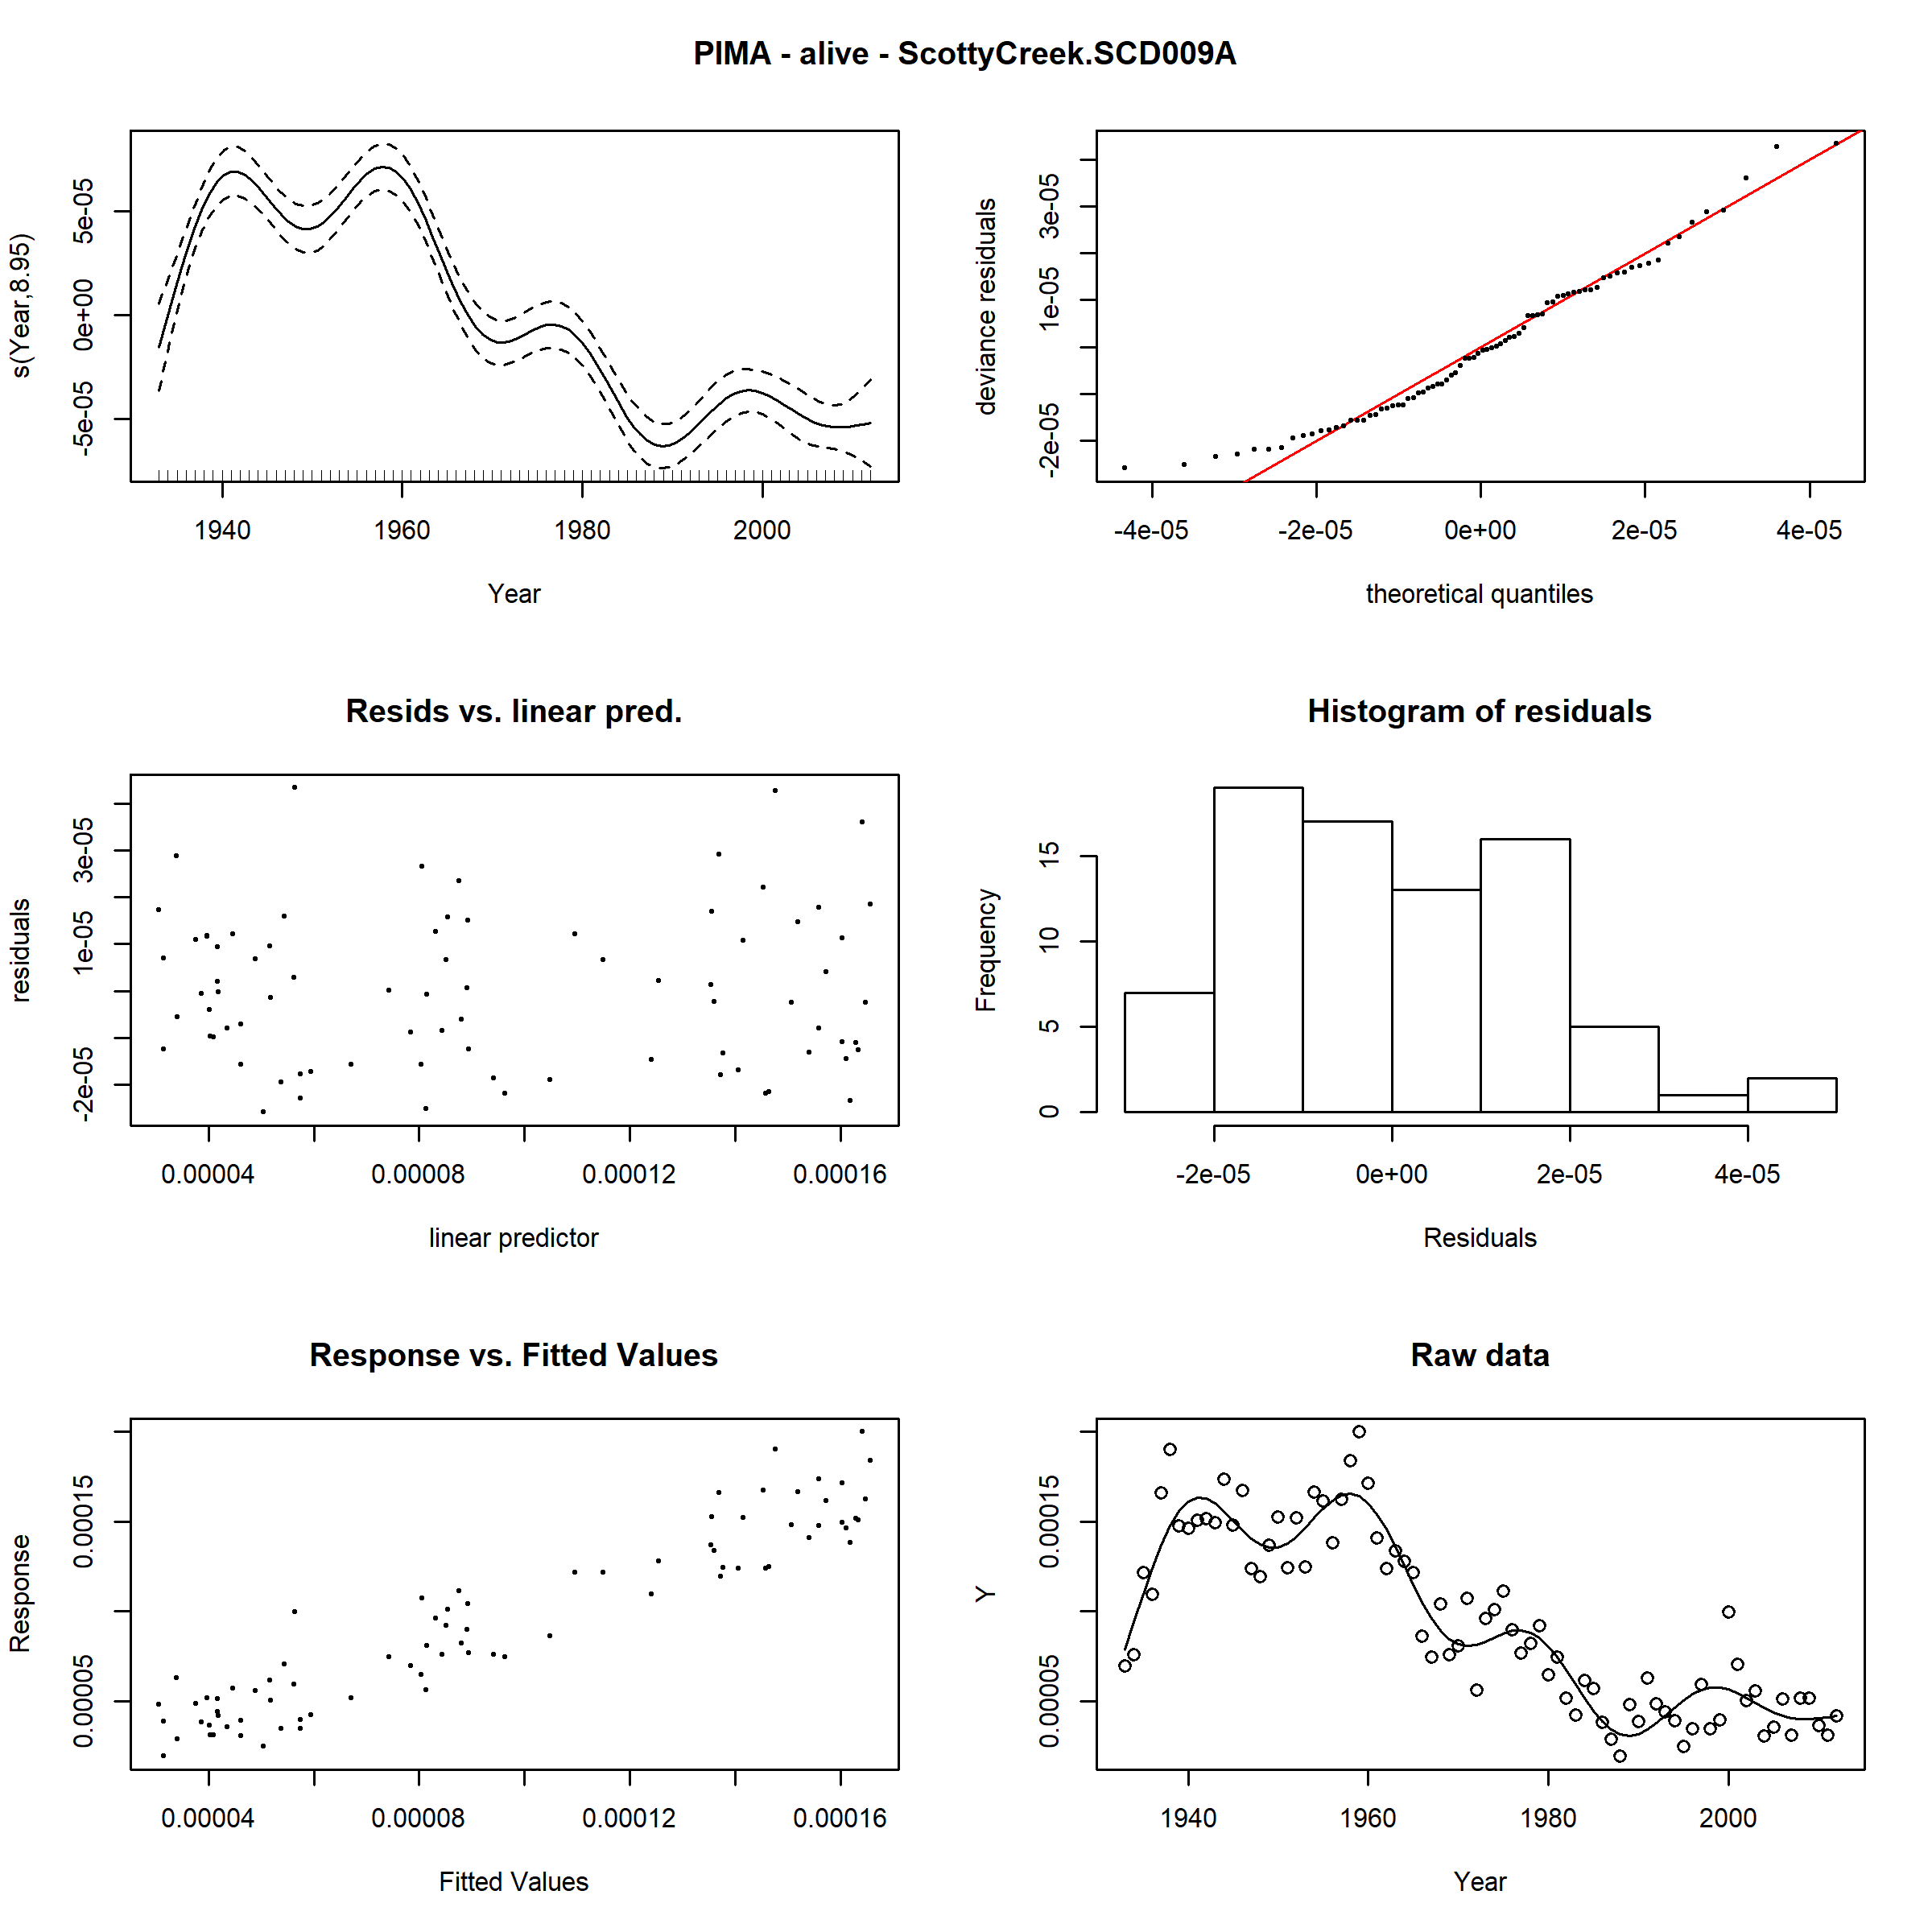 PIMA - alive - ScottyCreek.SCD009A
s(Year,8.95)
-5e-05 0e+00 5e-05
1940 1960 1980 2000
Year
deviance residuals
-2e-05 1e-05 3e-05
-4e-05 -2e-05 0e+00 2e-05 4e-05
theoretical quantiles
Resids vs. linear pred.
residuals
-2e-05 1e-05 3e-05
0.00004 0.00008 0.00012 0.00016
linear predictor
Histogram of residuals
Frequency
0 5 10 15
-2e-05 0e+00 2e-05 4e-05
Residuals
Response vs. Fitted Values
Response
0.00005 0.00015
0.00004 0.00008 0.00012 0.00016
Fitted Values
Raw data
Y
0.00005 0.00015
1940 1960 1980 2000
Year